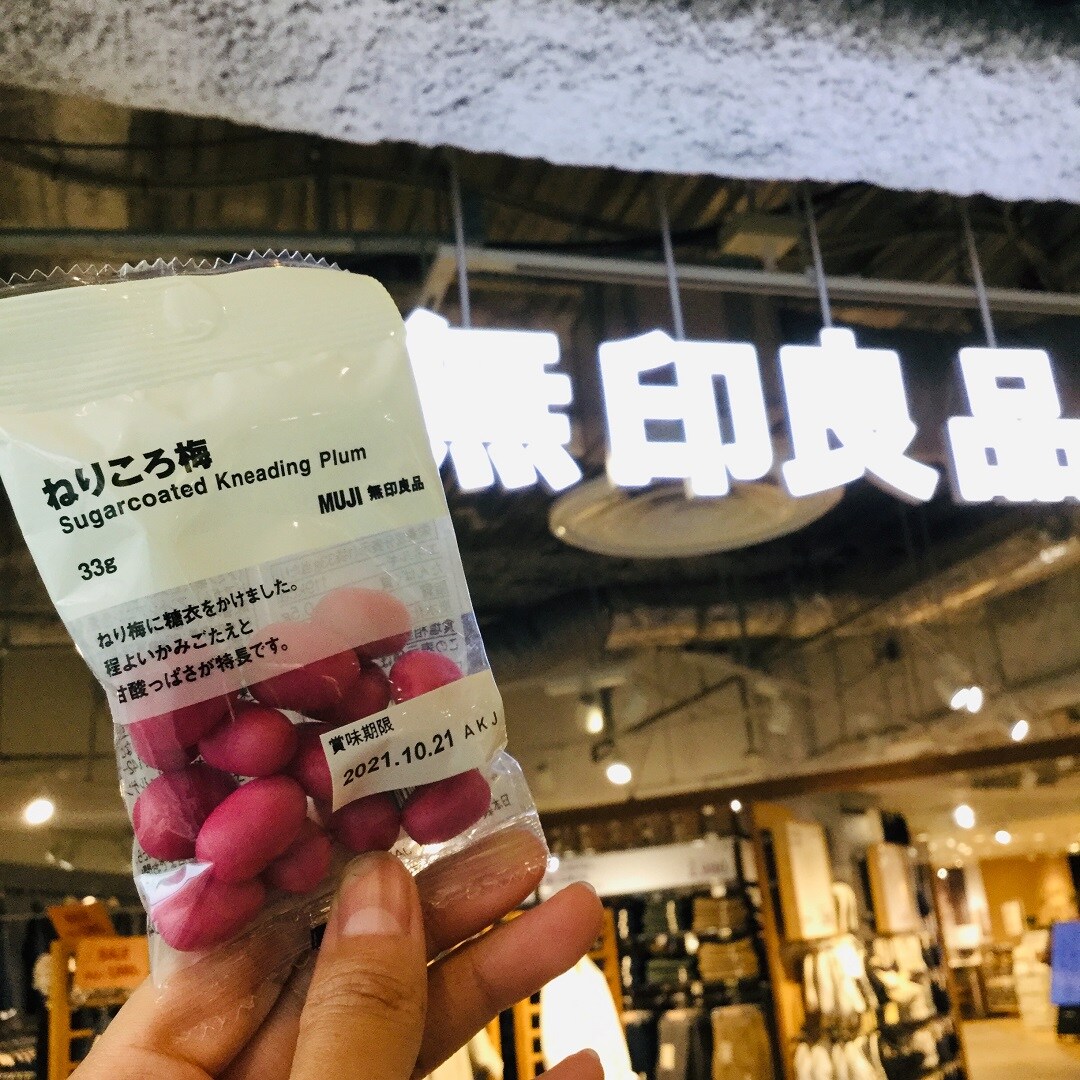 無印良品
ねりころ梅
Sugarcoated Kneading Plum
MUJI 無印良品
33g
ねり梅に糖衣をかけました。
程よいかみごたえと
甘酸っぱさが特長です。
賞味期限
2021.10.21 AKJ